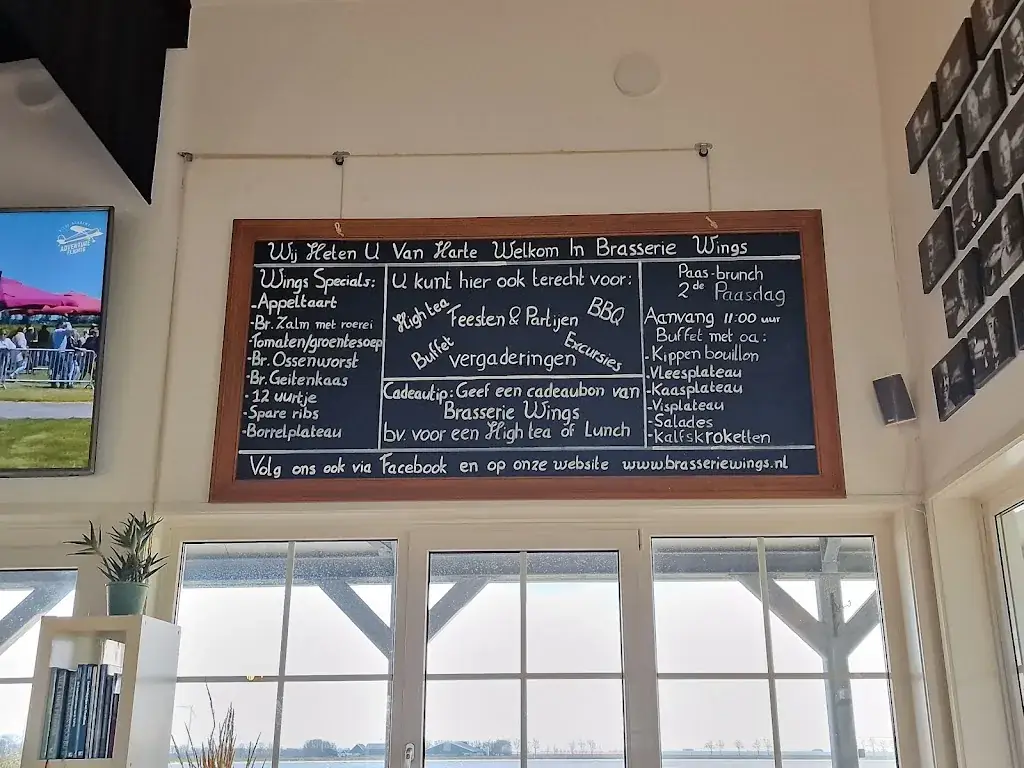 ADVENTURE
FLIGHTS
Wij Heten U Van Harte Welkom In Brasserie Wings
Wings Specials:
-Appeltaart
-Br. Zalm met roerei
-Tomaten/groentesoep
-Br. Ossenworst
-Br. Geitenkaas
-12 uurtje
-Spare ribs
-Borrelplateau
U kunt hier ook terecht voor:
High tea
Feesten & Partijen
BBQ
Buffet
vergaderingen
Excursies
Cadeautip: Geef een cadeaubon van
Brasserie Wings
bv. voor een High tea óf Lunch
Paas-brunch
2de Paasdag
Aanvang 11:00 uur
Buffet met oa:
-Kippen bouillon
-Vleesplateau
-Kaasplateau
-Visplateau
-Salades
-Kalfskroketten
Volg ons ook via Facebook en op onze website www.brasseriewings.nl